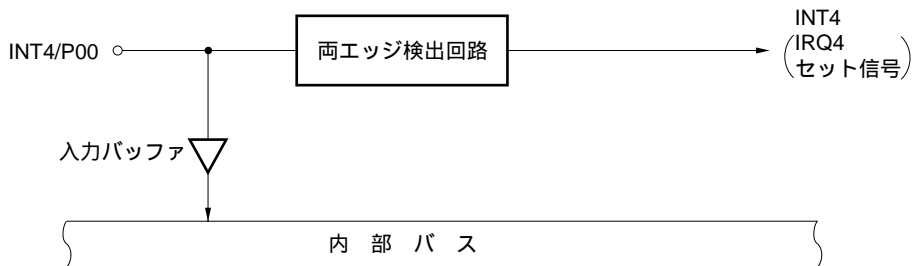 INT4/P00
両エッジ検出回路
INT4
(IRQ4
セット信号)
入力バッファ
内 部 バ ス